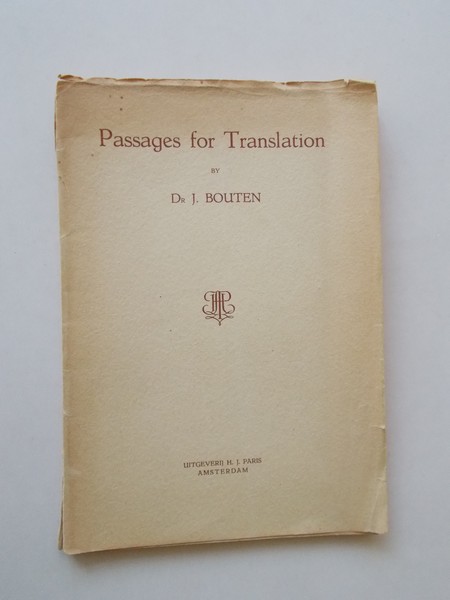 Passages for Translation
BY
DR J. BOUTEN
UITGEVERIJ H. J. PARIS
AMSTERDAM